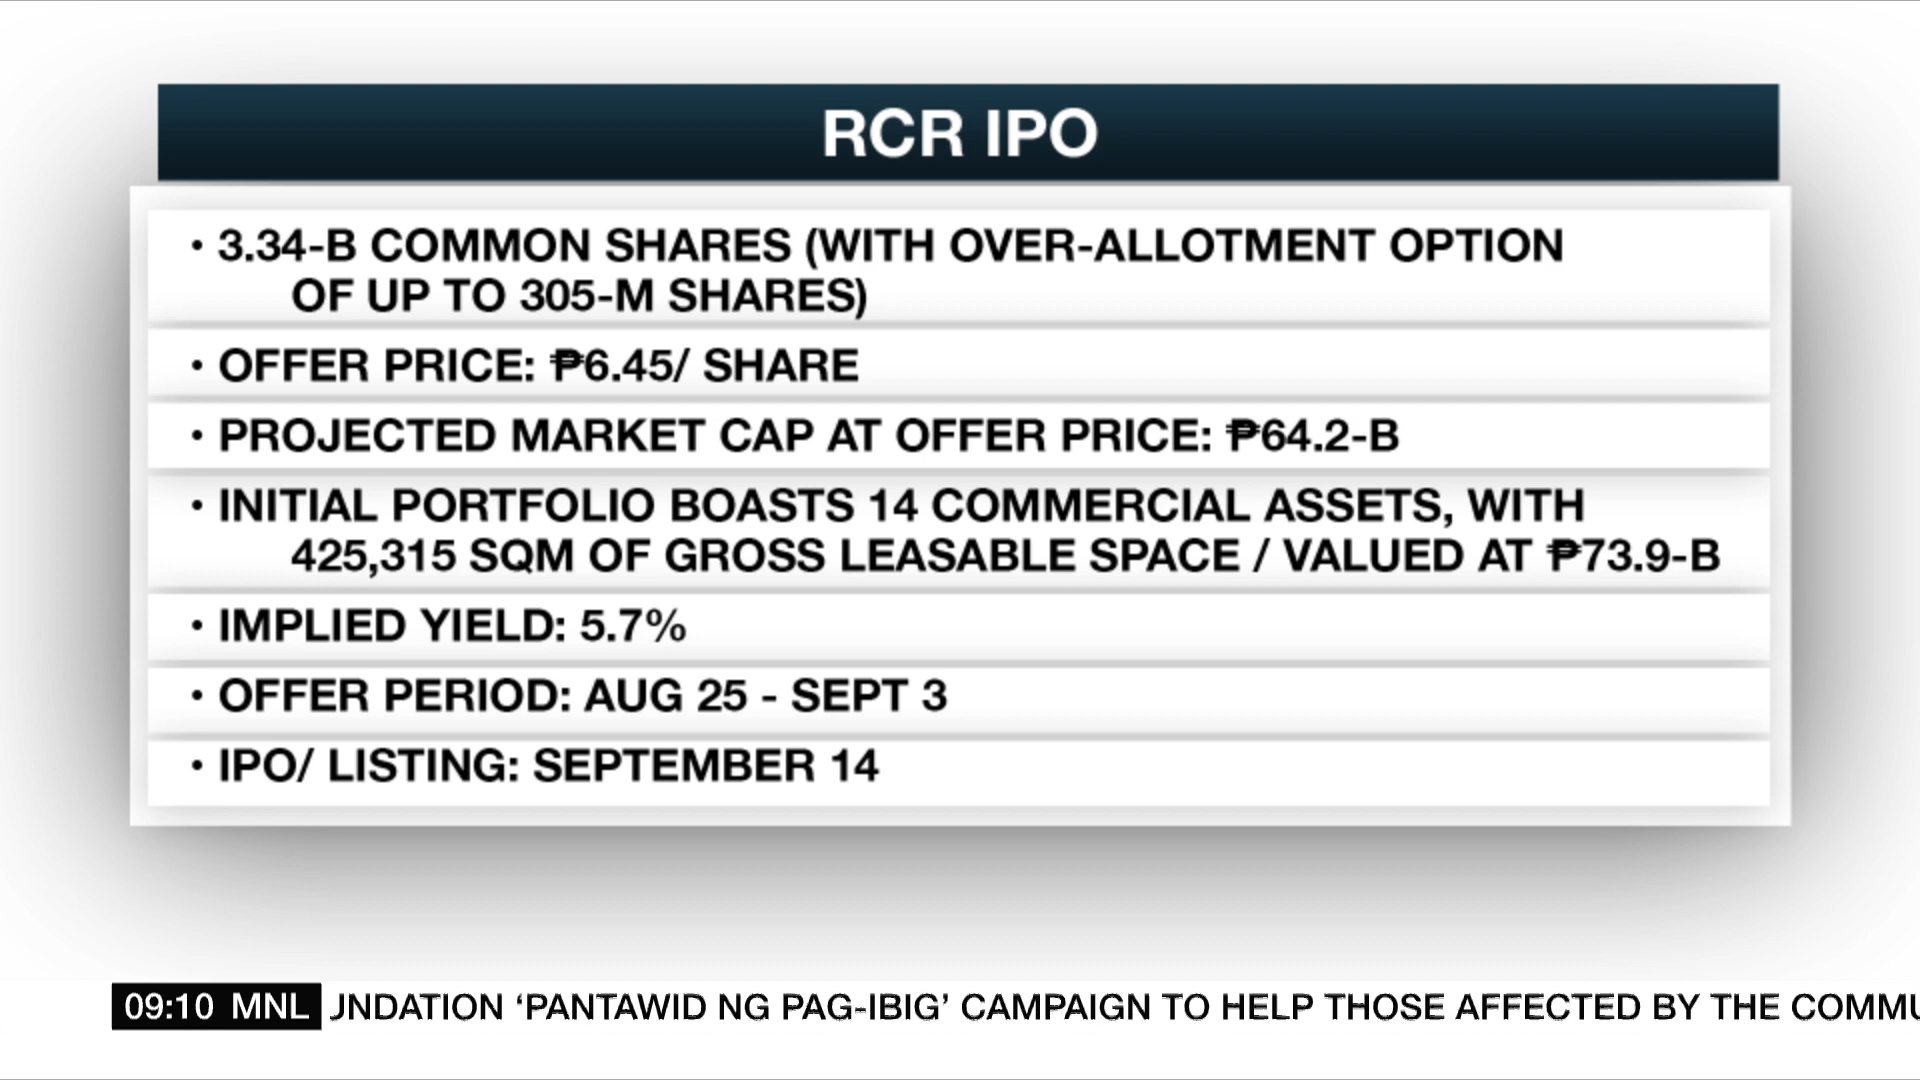 RCR IPO
• 3.34-B COMMON SHARES (WITH OVER-ALLOTMENT OPTION
OF UP TO 305-M SHARES)
• OFFER PRICE: ₱6.45/ SHARE
• PROJECTED MARKET CAP AT OFFER PRICE: ₱64.2-B
• INITIAL PORTFOLIO BOASTS 14 COMMERCIAL ASSETS, WITH
425,315 SQM OF GROSS LEASABLE SPACE / VALUED AT ₱73.9-B
• IMPLIED YIELD: 5.7%
• OFFER PERIOD: AUG 25 - SEPT 3
• IPO/ LISTING: SEPTEMBER 14
09:10 MNL ‘PANTAWID NG PAG-IBIG’ CAMPAIGN TO HELP THOSE AFFECTED BY THE